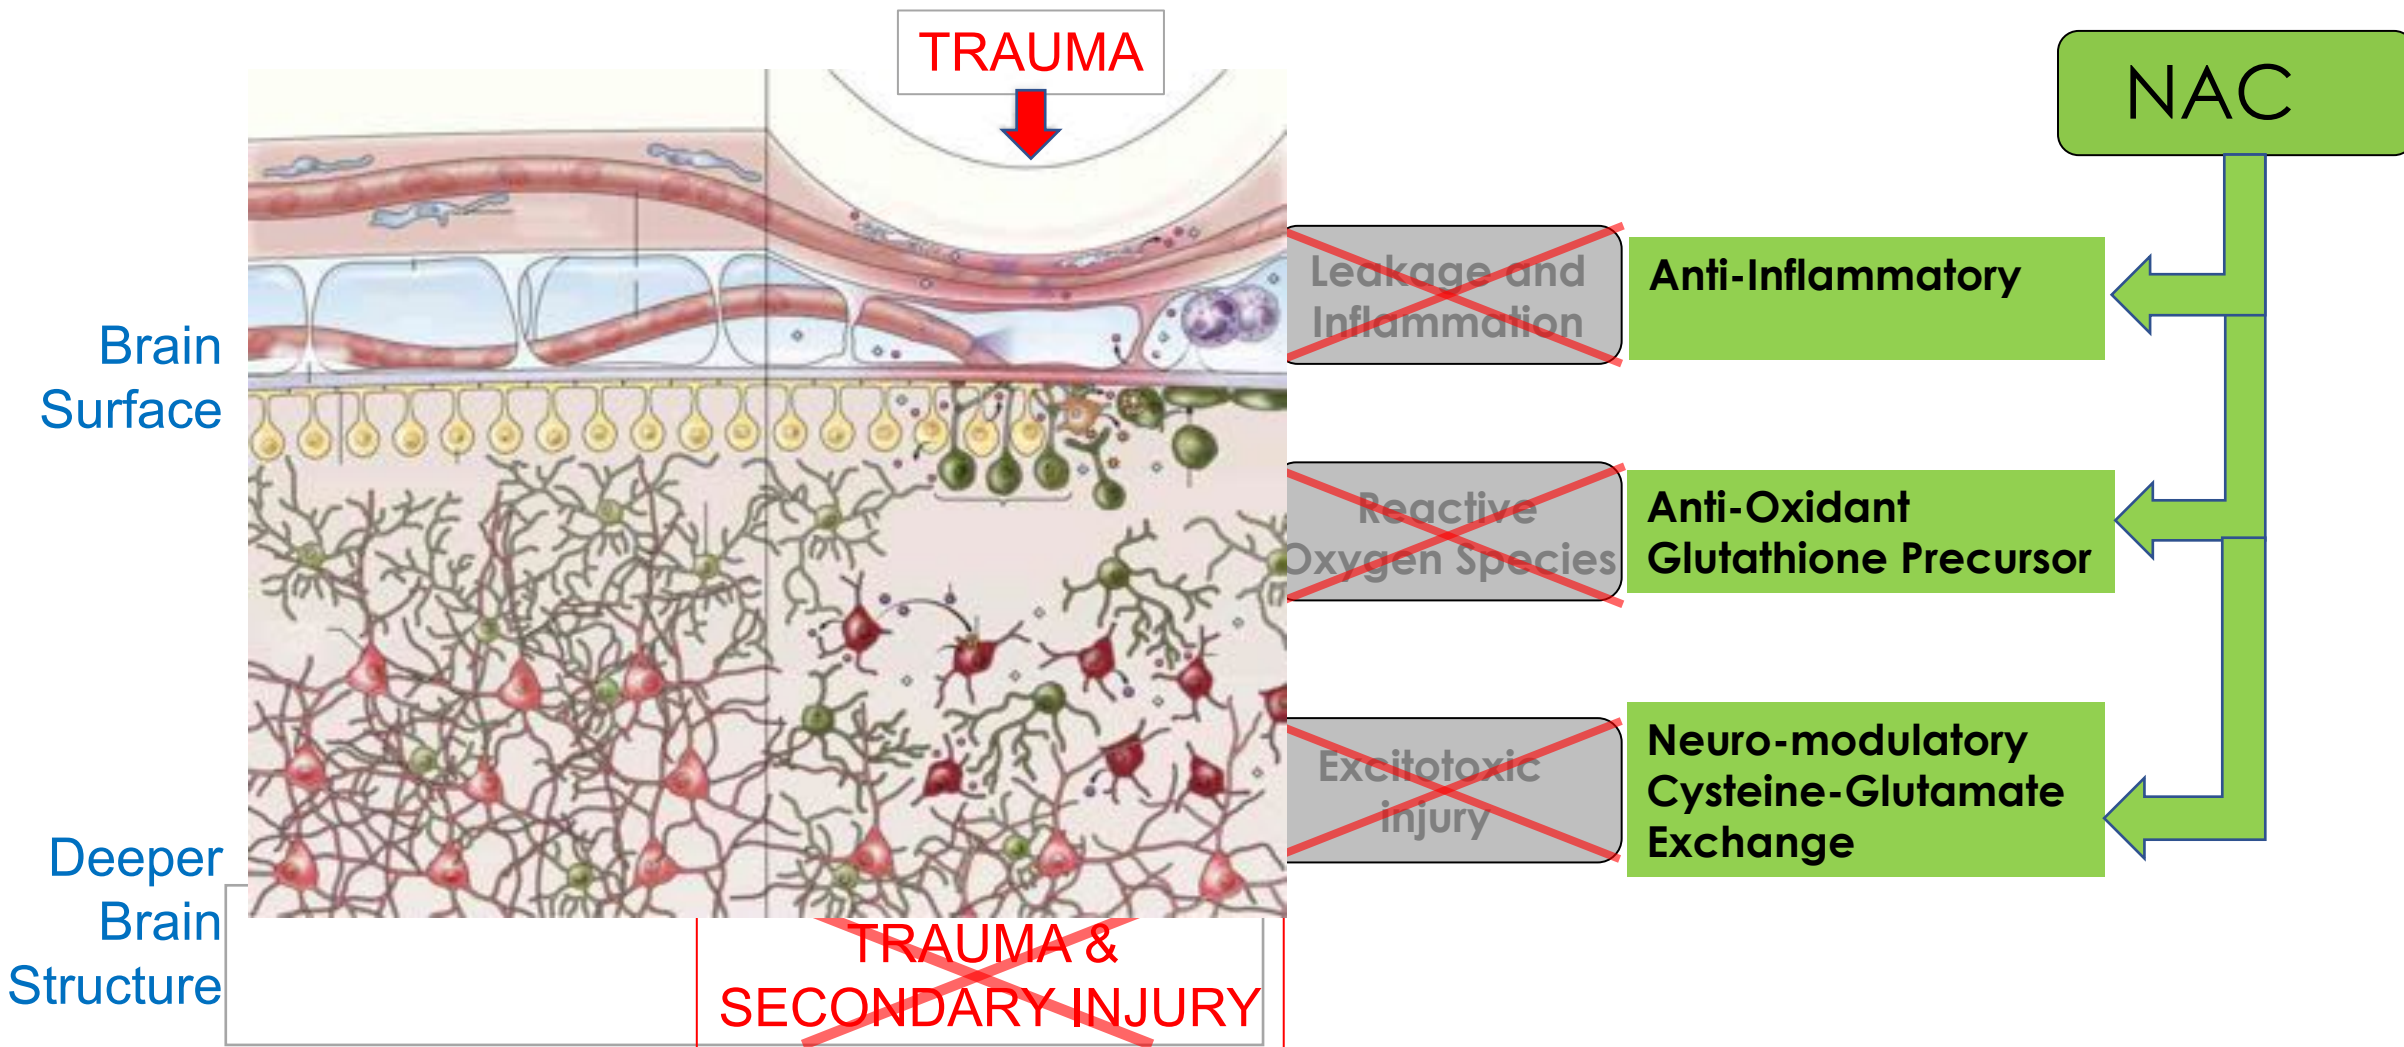 TRAUMA
NAC
Leakage and
Inflammation
Anti-Inflammatory
Brain
Surface
Reactive
Oxygen Species
Anti-Oxidant
Glutathione Precursor
Excitotoxic
injury
Neuro-modulatory
Cysteine-Glutamate
Exchange
Deeper
Brain
Structure
TRAUMA &
SECONDARY INJURY